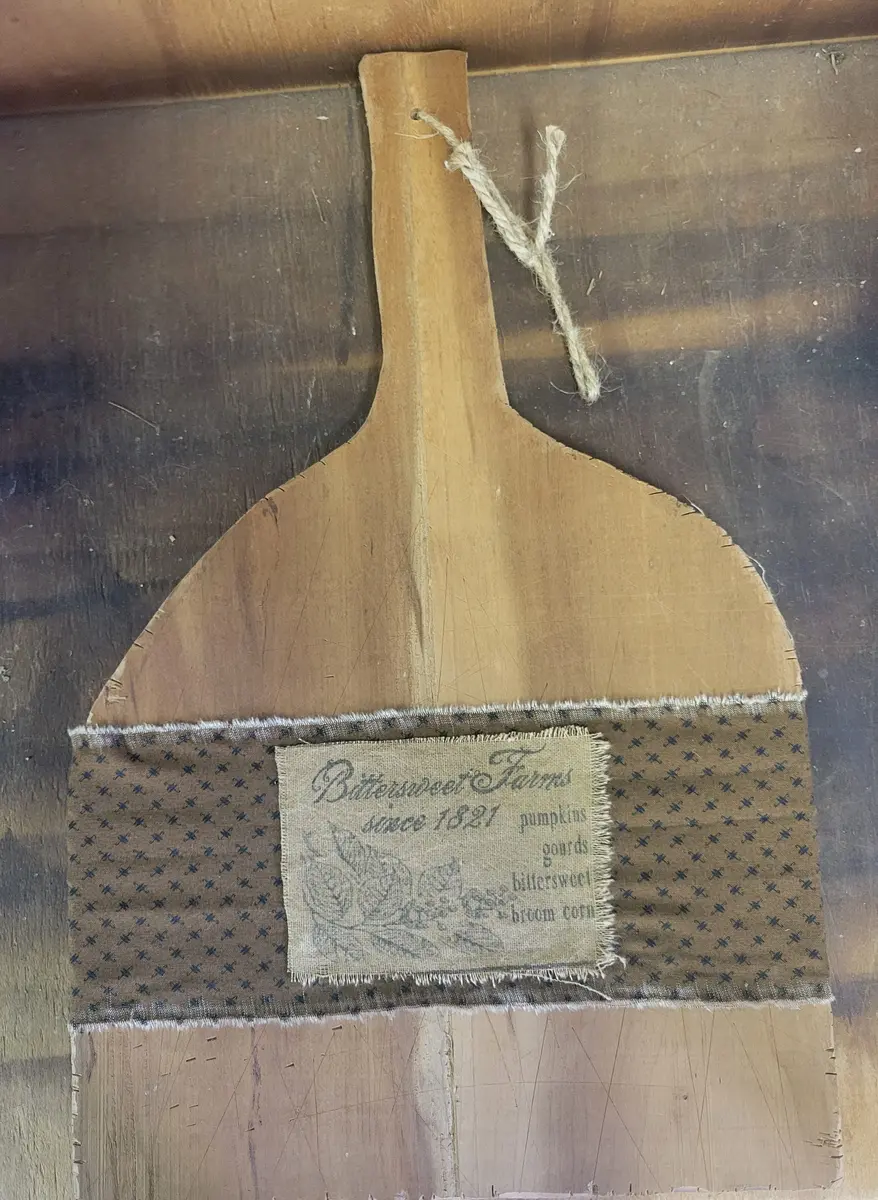 Bittersweet Farms
since 1821
pumpkins
gourds
bittersweet
broom corn